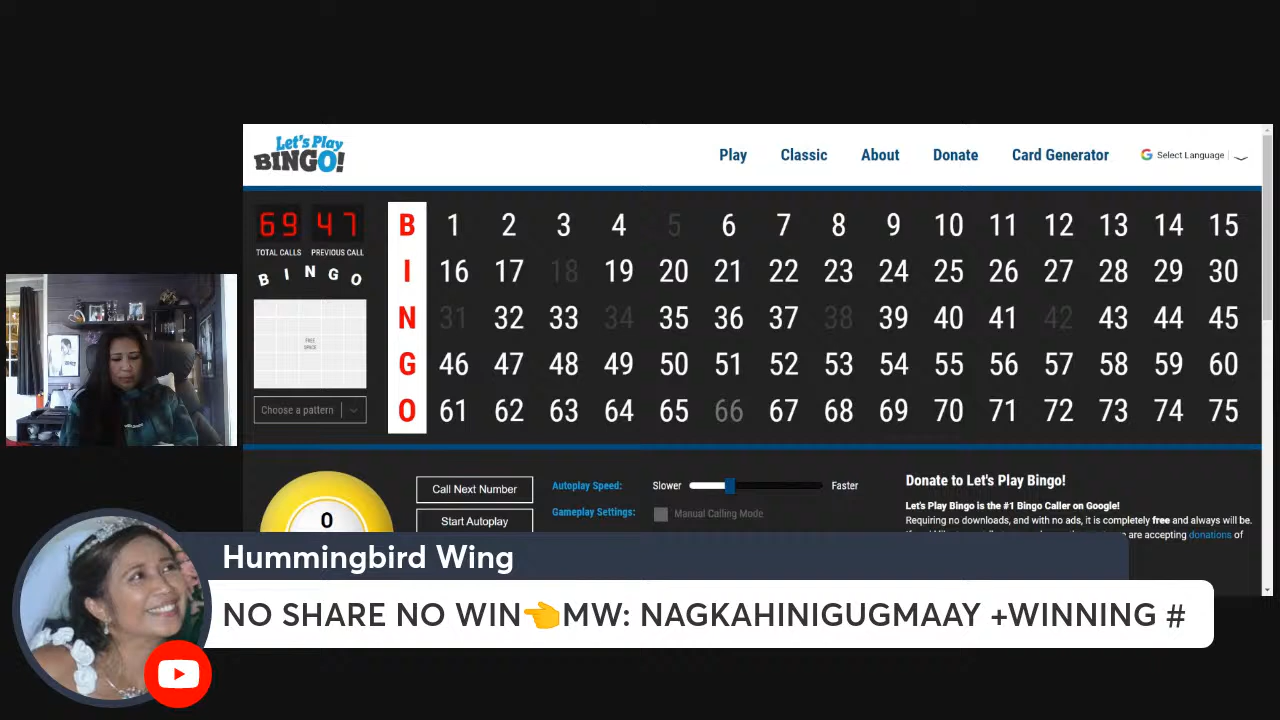 Let's Play
BINGO!
Play Classic About Donate Card Generator Select Language
69 47
TOTAL CALLS PREVIOUS CALL
B I N G O
FREE
SPACE
Choose a pattern
B 1 2 3 4 5 6 7 8 9 10 11 12 13 14 15
I 16 17 18 19 20 21 22 23 24 25 26 27 28 29 30
N 31 32 33 34 35 36 37 38 39 40 41 42 43 44 45
G 46 47 48 49 50 51 52 53 54 55 56 57 58 59 60
O 61 62 63 64 65 66 67 68 69 70 71 72 73 74 75
0
Call Next Number
Start Autoplay
Autoplay Speed: Slower Faster
Gameplay Settings: Manual Calling Mode
Donate to Let's Play Bingo!
Let's Play Bingo is the #1 Bingo Caller on Google!
Requiring no downloads, and with no ads, it is completely free and always will be.
are accepting donations of
Hummingbird Wing
NO SHARE NO WIN👈MW: NAGKAHINIGUGMAAY +WINNING #